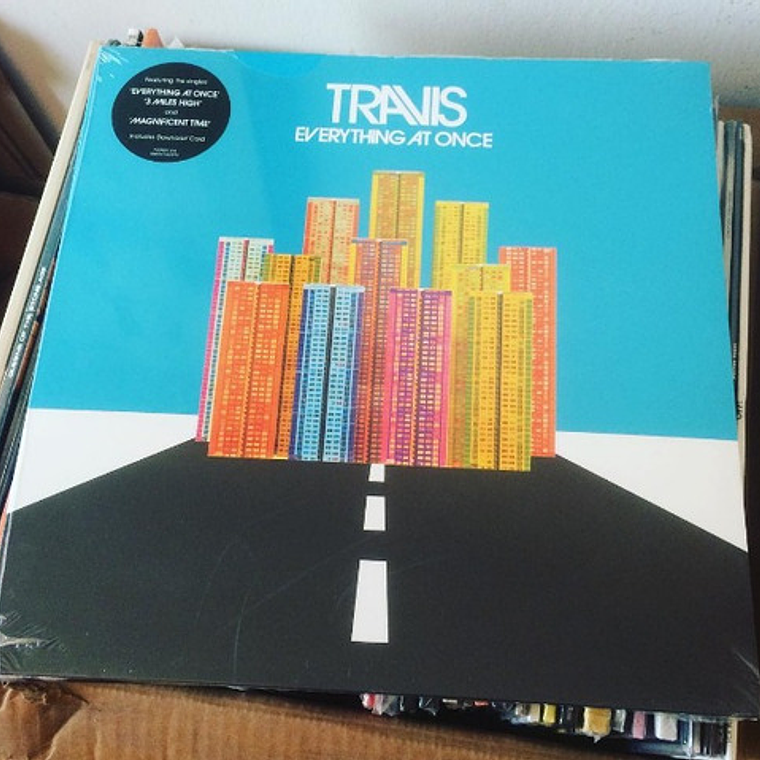 Featuring the singles
'EVERYTHING AT ONCE'
'3 MILES HIGH'
and
'MAGNIFICENT TIME'
Includes Download Card
TRAVIS
EVERYTHING AT ONCE